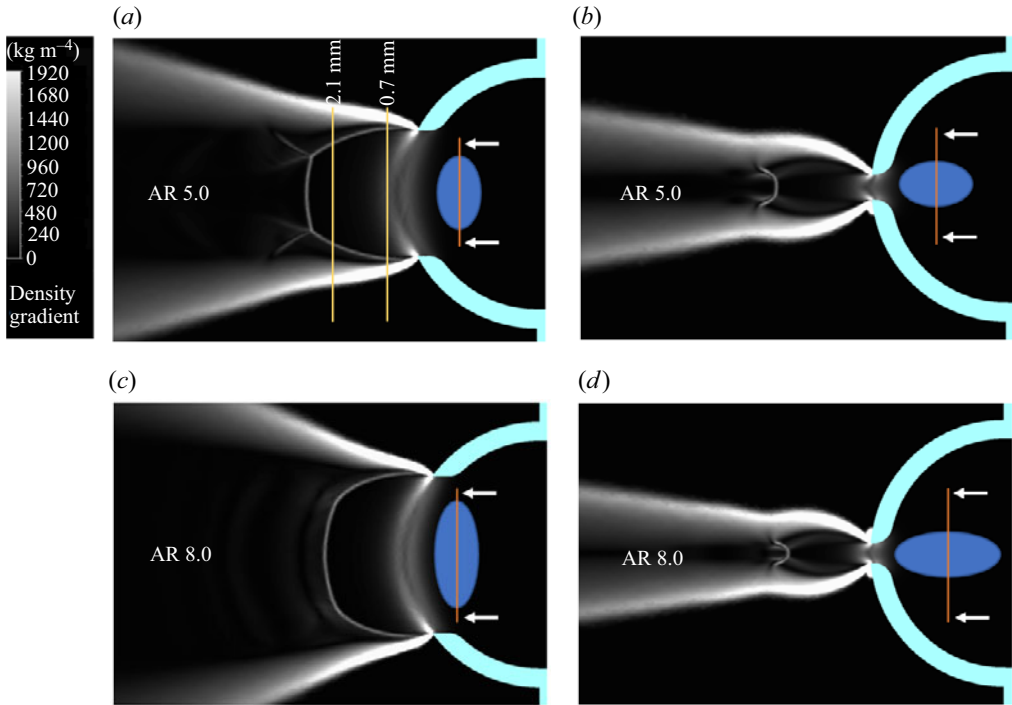 (a)
(b)
(kg m–4)
1920
1680
1440
1200
960
720
480
240
0
Density
gradient
2.1 mm
0.7 mm
AR 5.0
AR 5.0
(c)
(d)
AR 8.0
AR 8.0